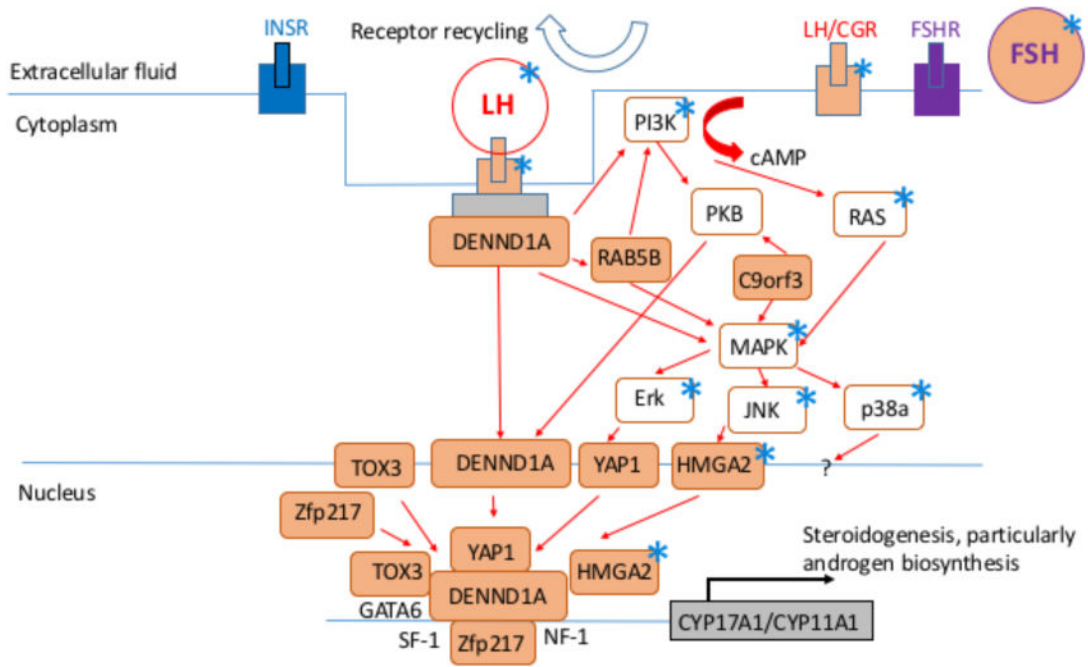 INSR
Receptor recycling
LH/CGR
FSHR
FSH
Extracellular fluid
Cytoplasm
LH
PI3K
cAMP
PKB
RAS
DENND1A
RAB5B
C9orf3
MAPK
Erk
JNK
p38a
TOX3
DENND1A
YAP1
HMGA2
?
Nucleus
Zfp217
YAP1
TOX3
HMGA2
DENND1A
GATA6
SF-1
Zfp217
NF-1
Steroidogenesis, particularly
androgen biosynthesis
CYP17A1/CYP11A1